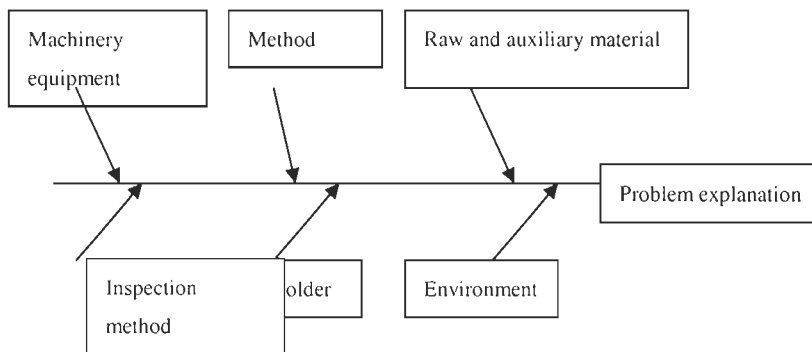 Machinery
equipment
Method
Raw and auxiliary material
Problem explanation
Inspection
method
older
Environment